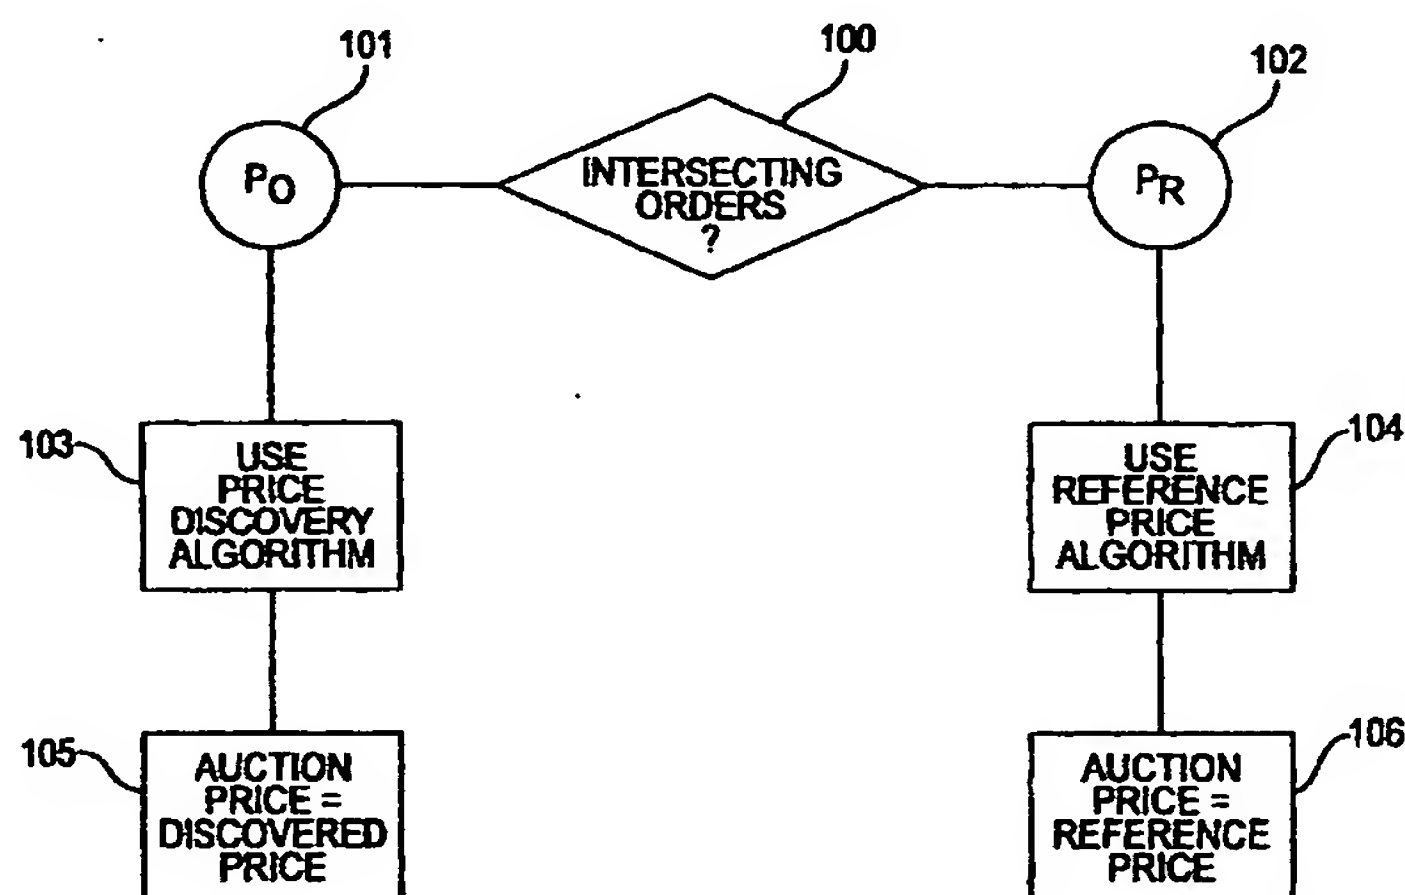 101
100
102
PO
INTERSECTING
ORDERS
?
PR
103
USE
PRICE
DISCOVERY
ALGORITHM
USE
REFERENCE
PRICE
ALGORITHM
104
105
AUCTION
PRICE =
DISCOVERED
PRICE
AUCTION
PRICE =
REFERENCE
PRICE
106